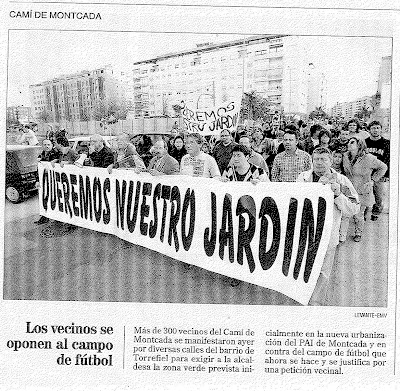 CAMÍ DE MONTCADA
QUEREMOS
NUESTRO JARDIN
QUEREMOS NUESTRO JARDIN
LEVANTE-EMV
Los vecinos se
oponen al campo
de fútbol
Más de 300 vecinos del Camí de
Montcada se manifestaron ayer
por diversas calles del barrio de
Torrefiel para exigir a la alcal-
desa la zona verde prevista ini-
cialmente en la nueva urbaniza-
ción del PAI de Montcada y en
contra del campo de fútbol que
ahora se hace y se justifica por
una petición vecinal.